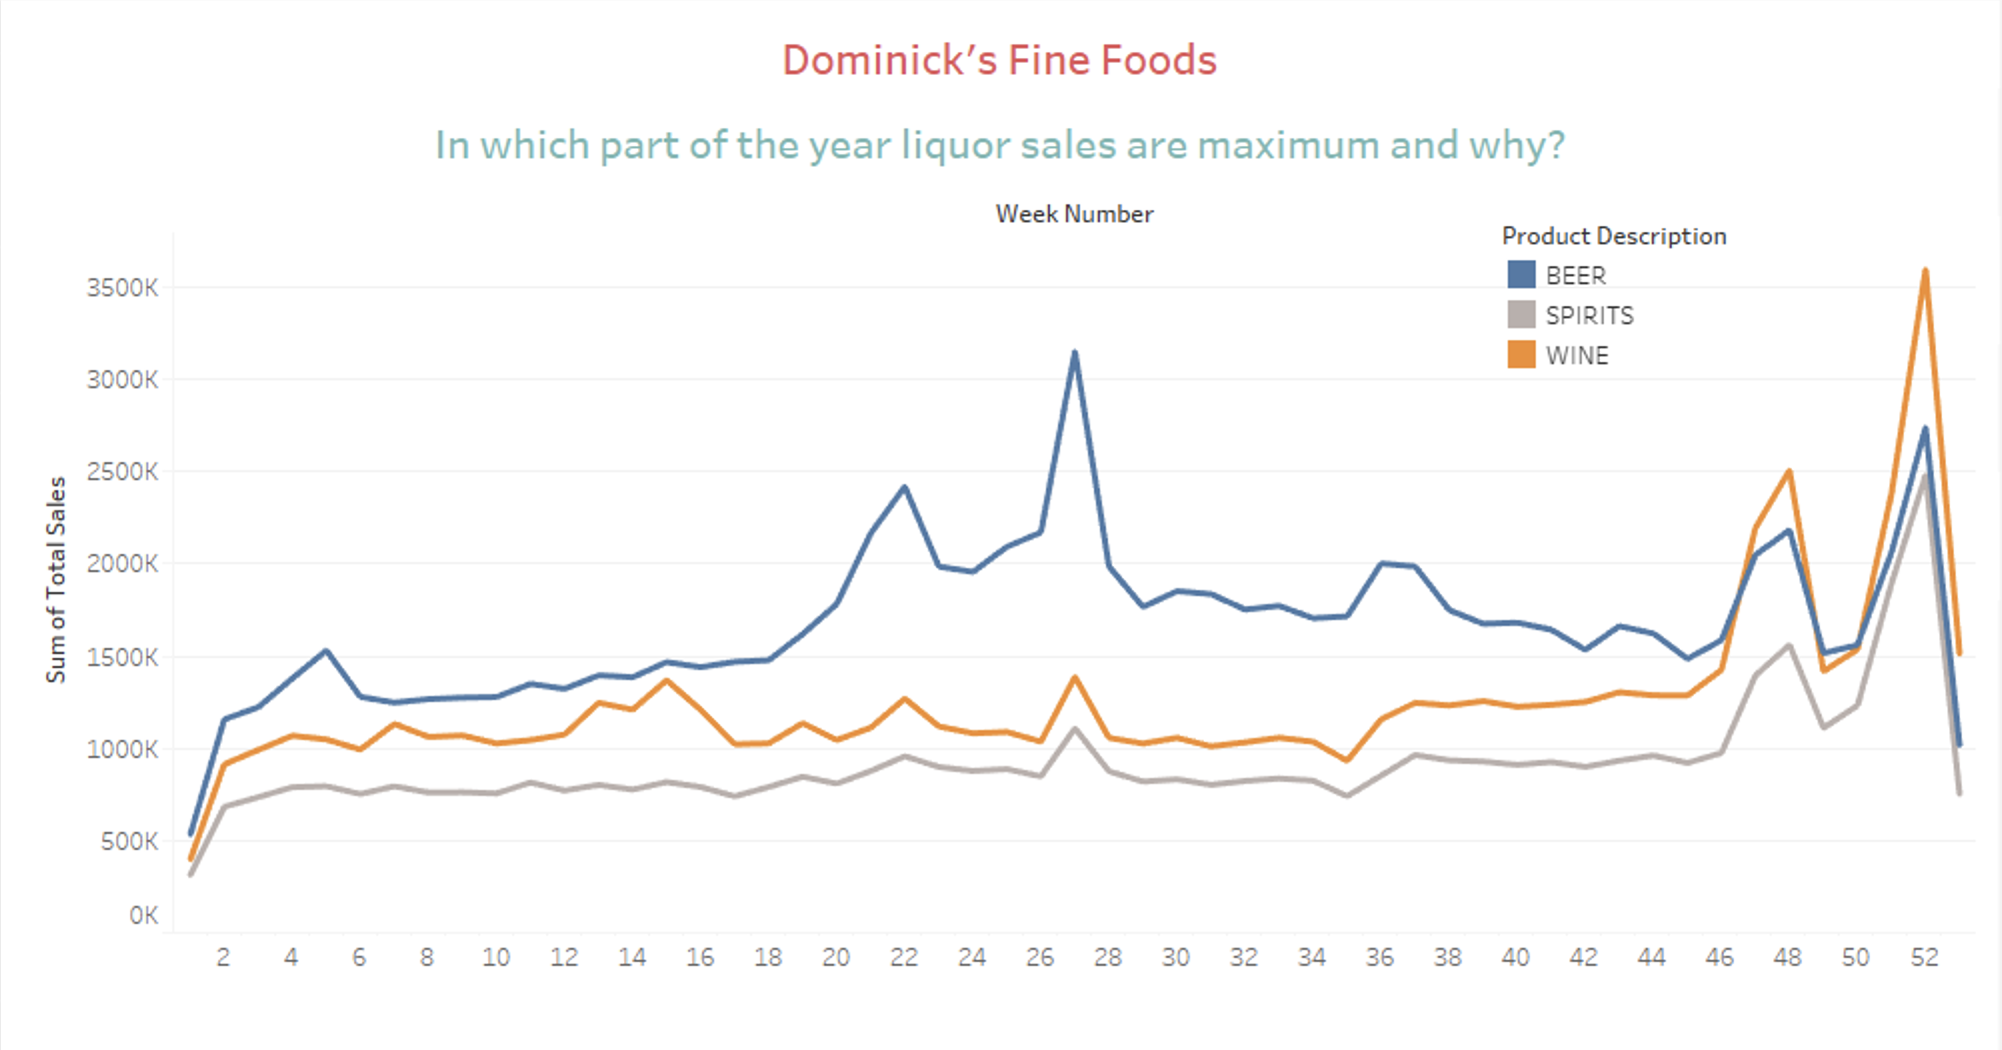 Dominick’s Fine Foods
In which part of the year liquor sales are maximum and why?
Week Number
Product Description
BEER
SPIRITS
WINE
Sum of Total Sales
3500K
3000K
2500K
2000K
1500K
1000K
500K
0K
2 4 6 8 10 12 14 16 18 20 22 24 26 28 30 32 34 36 38 40 42 44 46 48 50 52